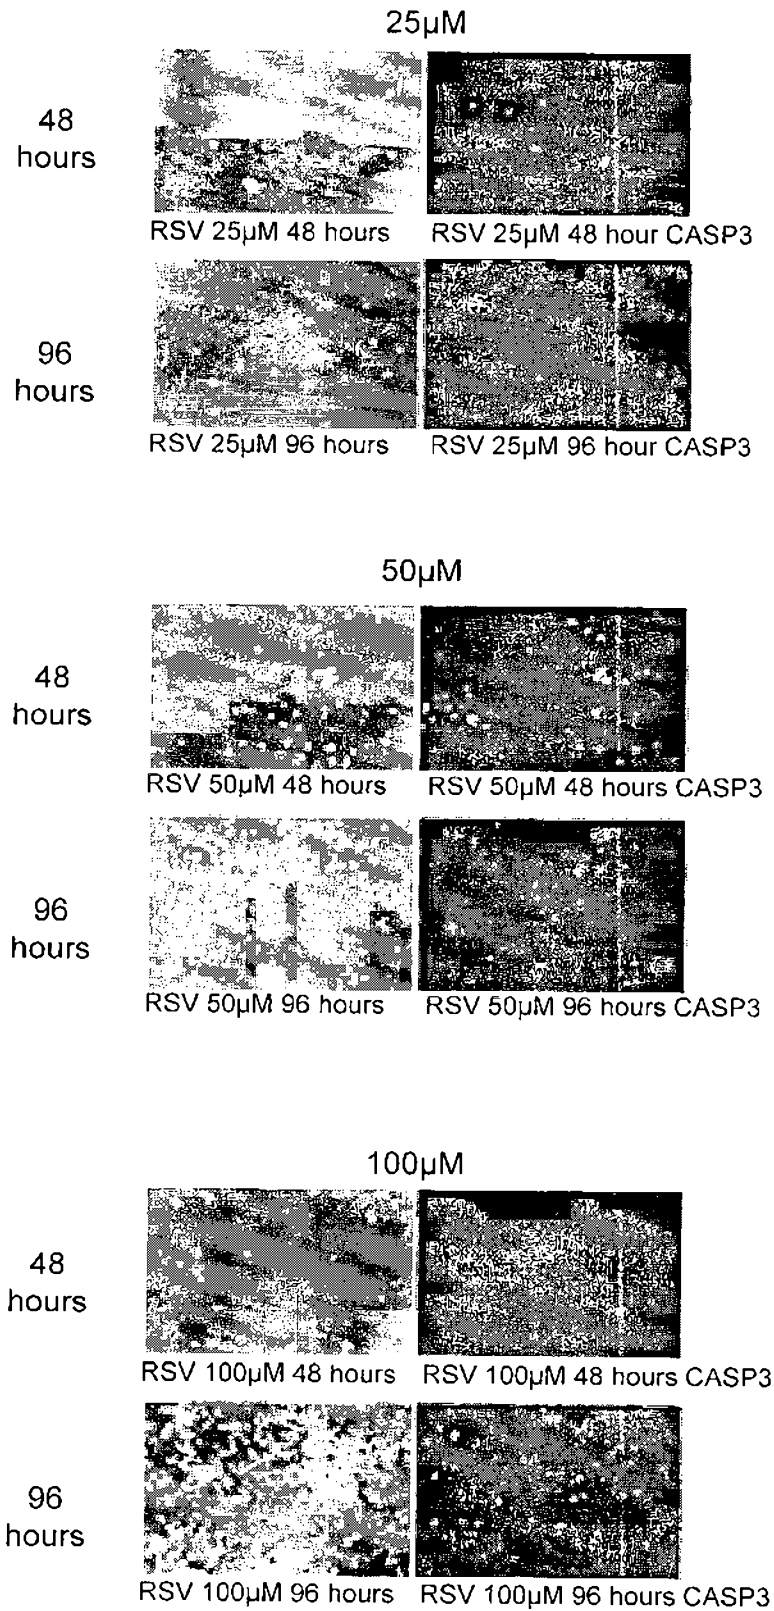 25µM
48
hours
RSV 25µM 48 hours
RSV 25µM 48 hour CASP3
96
hours
RSV 25µM 96 hours
RSV 25µM 96 hour CASP3
50µM
48
hours
RSV 50µM 48 hours
RSV 50µM 48 hours CASP3
96
hours
RSV 50µM 96 hours
RSV 50µM 96 hours CASP3
100µM
48
hours
RSV 100µM 48 hours
RSV 100µM 48 hours CASP3
96
hours
RSV 100µM 96 hours
RSV 100µM 96 hours CASP3